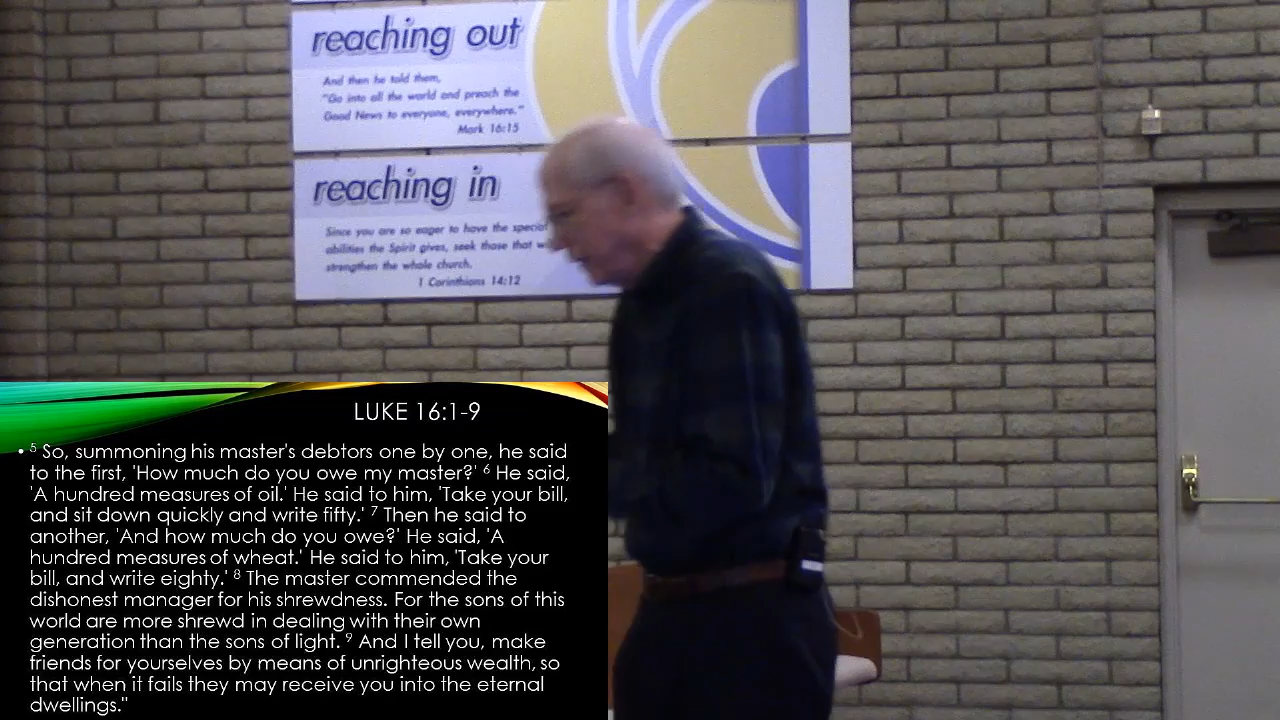 reaching out
And then he told them,
"Go into all the world and preach the
Good News to everyone, everywhere."
Mark 16:15
reaching in
Since you are so eager to have the special
abilities the Spirit gives, seek those that
strengthen the whole church.
1 Corinthians 14:12
LUKE 16:1-9
• 5 So, summoning his master's debtors one by one, he said
to the first, 'How much do you owe my master?' 6 He said,
'A hundred measures of oil.' He said to him, 'Take your bill,
and sit down quickly and write fifty.' 7 Then he said to
another, 'And how much do you owe?' He said, 'A
hundred measures of wheat.' He said to him, 'Take your
bill, and write eighty.' 8 The master commended the
dishonest manager for his shrewdness. For the sons of this
world are more shrewd in dealing with their own
generation than the sons of light. 9 And I tell you, make
friends for yourselves by means of unrighteous wealth, so
that when it fails they may receive you into the eternal
dwellings."